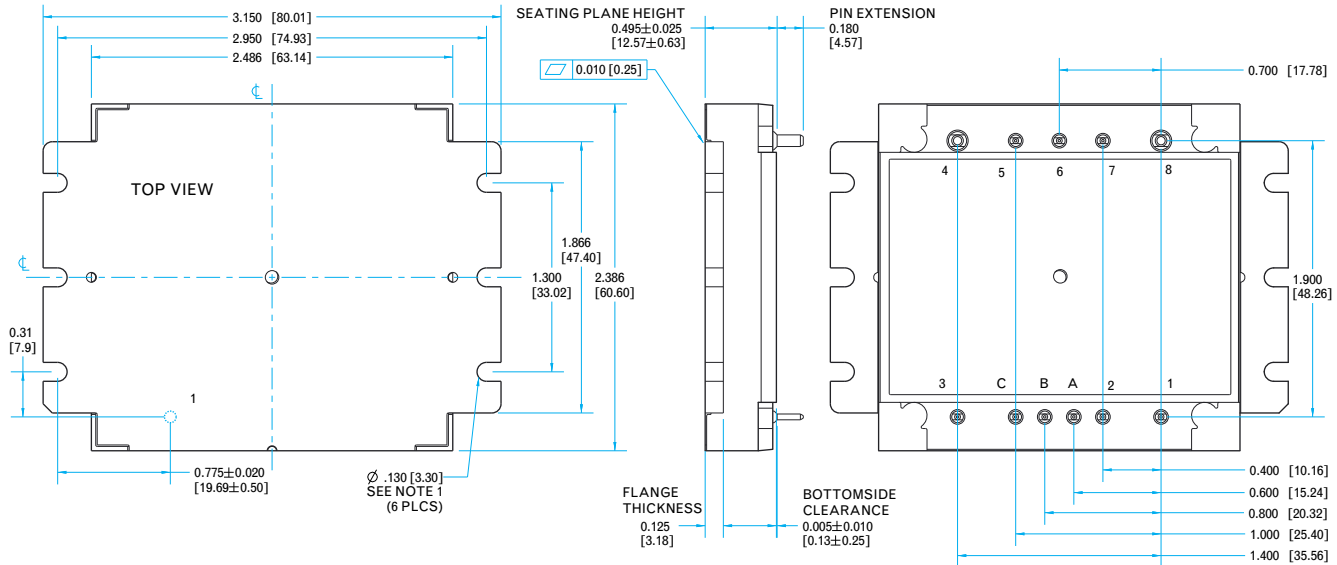 3.150 [80.01]
2.950 [74.93]
2.486 [63.14]
TOP VIEW
1.866
[47.40]
1.300
[33.02]
2.386
[60.60]
0.31
[7.9]
1
0.775±0.020
[19.69±0.50]
Ø .130 [3.30]
SEE NOTE 1
(6 PLCS)
SEATING PLANE HEIGHT
0.495±0.025
[12.57±0.63]
PIN EXTENSION
0.180
[4.57]
0.010 [0.25]
FLANGE
THICKNESS
0.125
[3.18]
BOTTOMSIDE
CLEARANCE
0.005±0.010
[0.13±0.25]
0.700 [17.78]
4 5 6 7 8
1.900
[48.26]
3 C B A 2 1
0.400 [10.16]
0.600 [15.24]
0.800 [20.32]
1.000 [25.40]
1.400 [35.56]